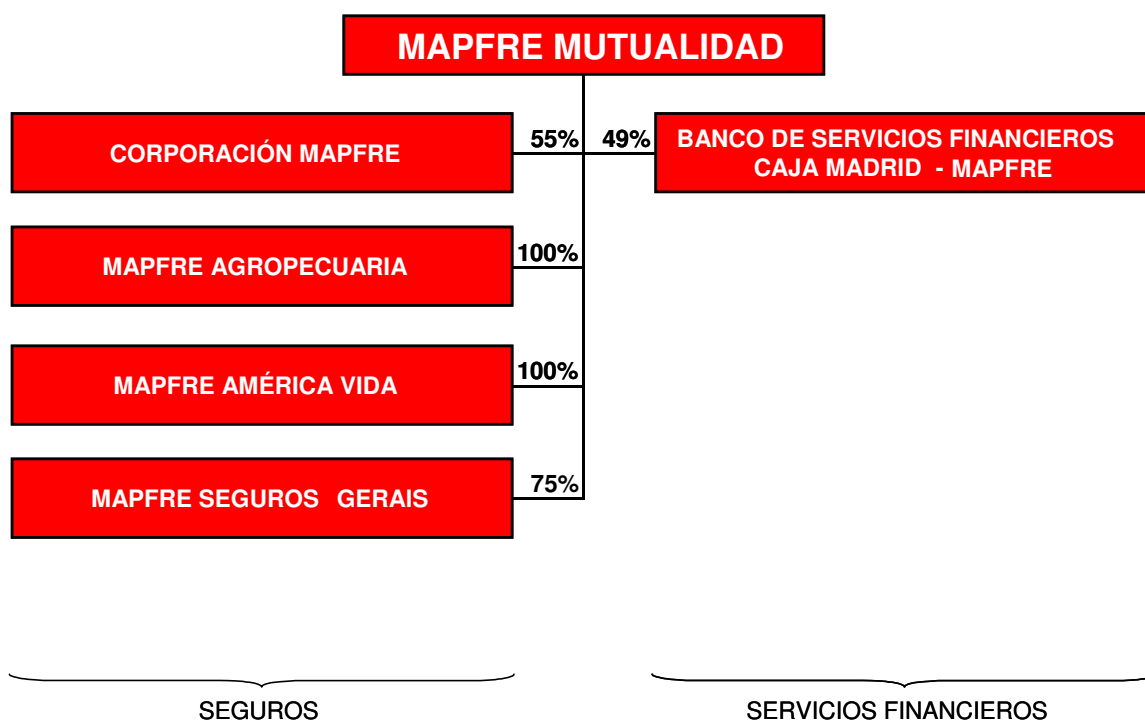 MAPFRE MUTUALIDAD
CORPORACIÓN MAPFRE
55%
49%
BANCO DE SERVICIOS FINANCIEROS
CAJA MADRID - MAPFRE
MAPFRE AGROPECUARIA
100%
MAPFRE AMÉRICA VIDA
100%
MAPFRE SEGUROS GERAIS
75%
SEGUROS
SERVICIOS FINANCIEROS